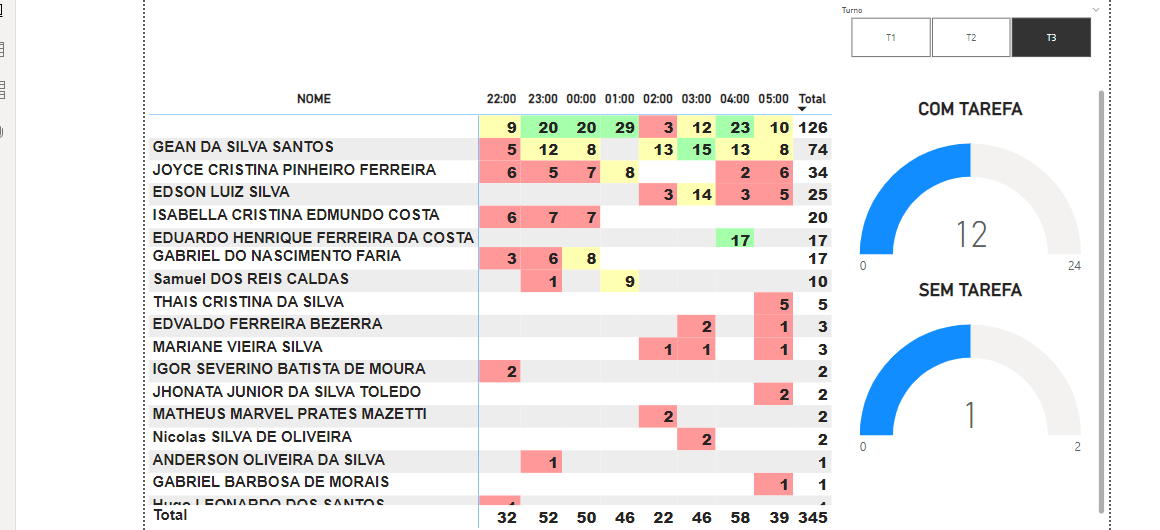 Turno
T1 T2 T3
NOME 22:00 23:00 00:00 01:00 02:00 03:00 04:00 05:00 Total
9 20 20 29 3 12 23 10 126
GEAN DA SILVA SANTOS 5 12 8 13 15 13 8 74
JOYCE CRISTINA PINHEIRO FERREIRA 6 5 7 8 2 6 34
EDSON LUIZ SILVA 3 14 3 5 25
ISABELLA CRISTINA EDMUNDO COSTA 6 7 7 20
EDUARDO HENRIQUE FERREIRA DA COSTA 17 17
GABRIEL DO NASCIMENTO FARIA 3 6 8 17
Samuel DOS REIS CALDAS 1 9 10
THAIS CRISTINA DA SILVA 5 5
EDVALDO FERREIRA BEZERRA 2 1 3
MARIANE VIEIRA SILVA 1 1 1 3
IGOR SEVERINO BATISTA DE MOURA 2 2
JHONATA JUNIOR DA SILVA TOLEDO 2 2
MATHEUS MARVEL PRATES MAZETTI 2 2
Nicolas SILVA DE OLIVEIRA 2 2
ANDERSON OLIVEIRA DA SILVA 1 1
GABRIEL BARBOSA DE MORAIS 1 1
Hugo LEONARDO DOS SANTOS 1 1
Total 32 52 50 46 22 46 58 39 345
COM TAREFA
12
0 24
SEM TAREFA
1
0 2